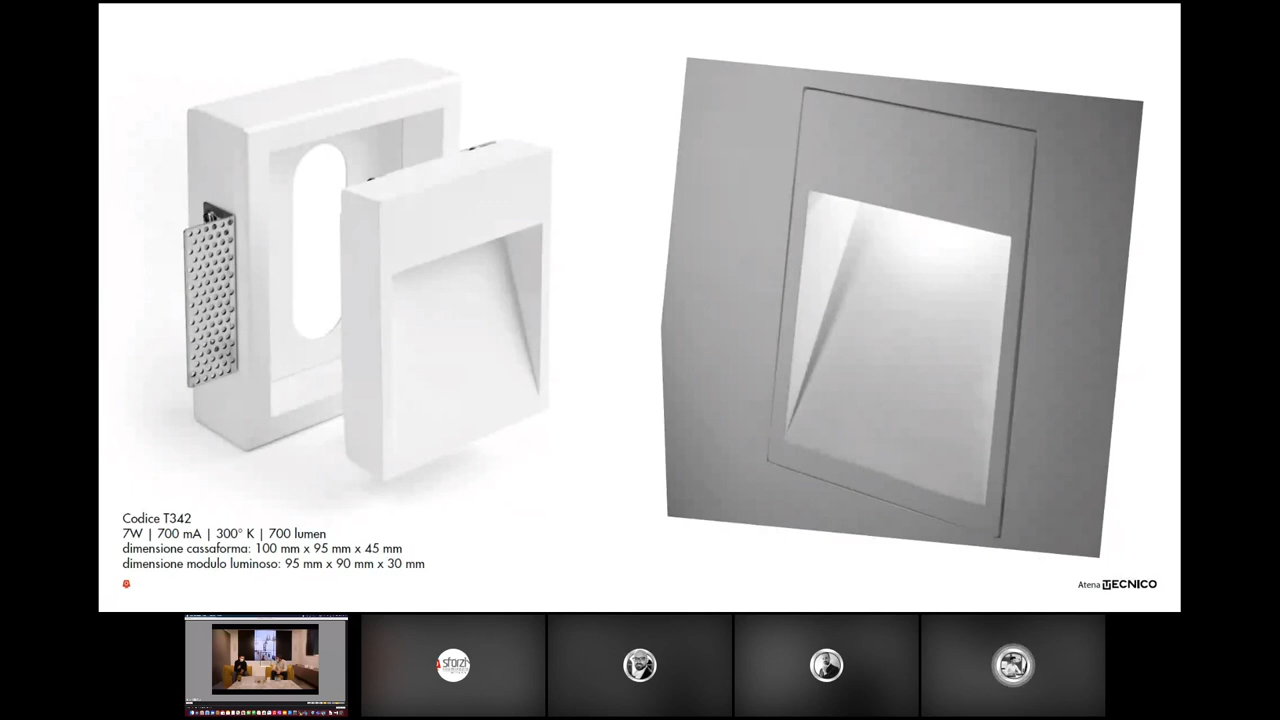 Codice T342
7W | 700 mA | 300° K | 700 lumen
dimensione cassaforma: 100 mm x 95 mm x 45 mm
dimensione modulo luminoso: 95 mm x 90 mm x 30 mm
Atena TECNICO
sforzi